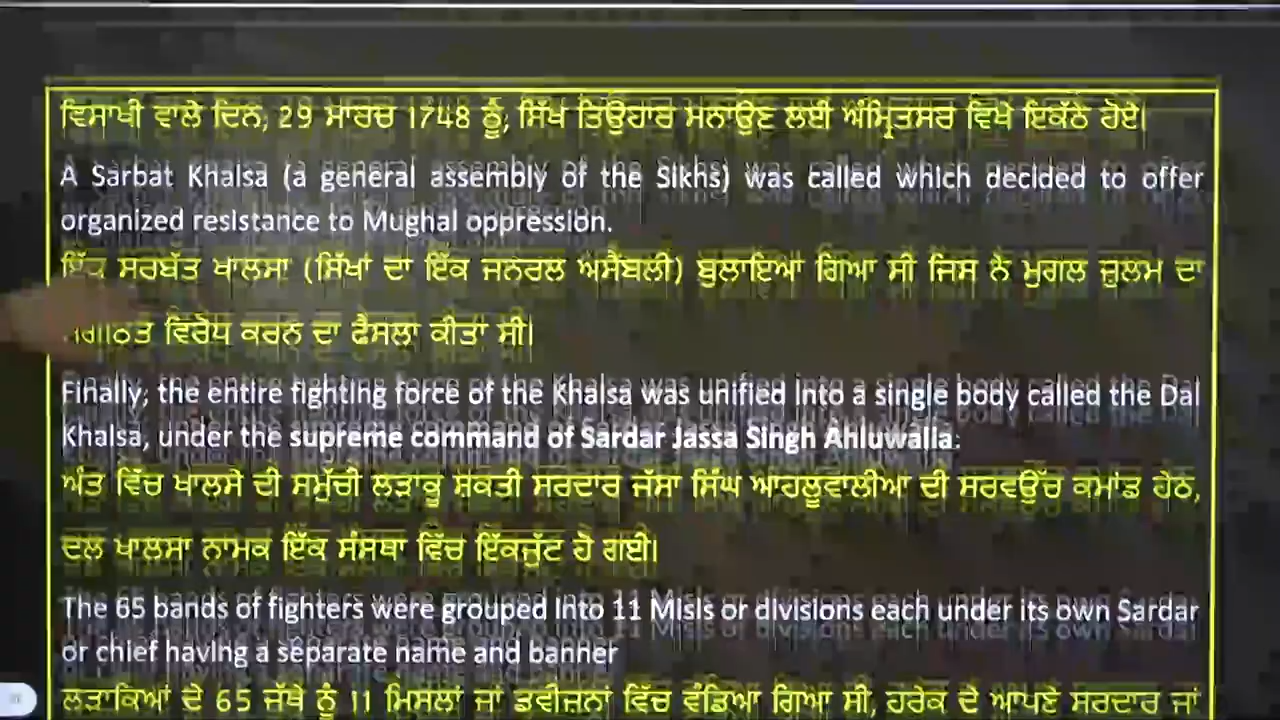 ਵਿਸਾਖੀ ਵਾਲੇ ਦਿਨ, 29 ਮਾਰਚ 1748 ਨੂੰ, ਸਿੱਖ ਤਿਉਹਾਰ ਮਨਾਉਣ ਲਈ ਅੰਮ੍ਰਿਤਸਰ ਵਿਖੇ ਇਕੱਠੇ ਹੋਏ।
A Sarbat Khalsa (a general assembly of the Sikhs) was called which decided to offer
organized resistance to Mughal oppression.
ਇੱਕ ਸਰਬੱਤ ਖਾਲਸਾ (ਸਿੱਖਾਂ ਦਾ ਇੱਕ ਜਨਰਲ ਅਸੈਂਬਲੀ) ਬੁਲਾਇਆ ਗਿਆ ਸੀ ਜਿਸ ਨੇ ਮੁਗਲ ਜ਼ੁਲਮ ਦਾ
ਵਿਰੋਧ ਕਰਨ ਦਾ ਫੈਸਲਾ ਕੀਤਾ ਸੀ।
Finally, the entire fighting force of the Khalsa was unified into a single body called the Dal
Khalsa, under the supreme command of Sardar Jassa Singh Ahluwalia.
ਅੰਤ ਵਿੱਚ ਖਾਲਸੇ ਦੀ ਸਮੁੱਚੀ ਲੜਾਕੂ ਸ਼ਕਤੀ ਸਰਦਾਰ ਜੱਸਾ ਸਿੰਘ ਆਹਲੂਵਾਲੀਆ ਦੀ ਸਰਵਉੱਚ ਕਮਾਂਡ ਹੇਠ,
ਦਲ ਖਾਲਸਾ ਨਾਮਕ ਇੱਕ ਸੰਸਥਾ ਵਿੱਚ ਇੱਕਜੁੱਟ ਹੋ ਗਈ।
The 65 bands of fighters were grouped into 11 Misls or divisions each under its own Sardar
or chief having a separate name and banner
ਲੜਾਕਿਆਂ ਦੇ 65 ਜੱਥੇ ਨੂੰ 11 ਮਿਸਲਾਂ ਜਾਂ ਡਵੀਜ਼ਨਾਂ ਵਿੱਚ ਵੰਡਿਆ ਗਿਆ ਸੀ, ਹਰੇਕ ਦੇ ਆਪਣੇ ਸਰਦਾਰ ਜਾਂ